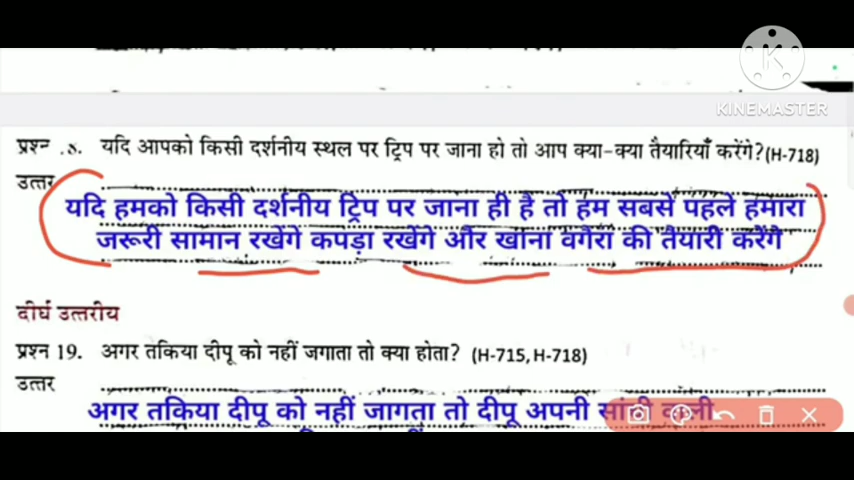 KINEMASTER
प्रश्न .8. यदि आपको किसी दर्शनीय स्थल पर ट्रिप पर जाना हो तो आप क्या-क्या तैयारियाँ करेंगे? (H-718)
उत्तर
यदि हमको किसी दर्शनीय ट्रिप पर जाना ही है तो हम सबसे पहले हमारा
जरूरी सामान रखेंगे कपड़ा रखेंगे और खाना वगैरा की तैयारी करेंगे
दीर्घ उत्तरीय
प्रश्न 19. अगर तकिया दीपू को नहीं जगाता तो क्या होता? (H-715, H-718)
उत्तर
अगर तकिया दीपू को नहीं जागता तो दीपू अपनी